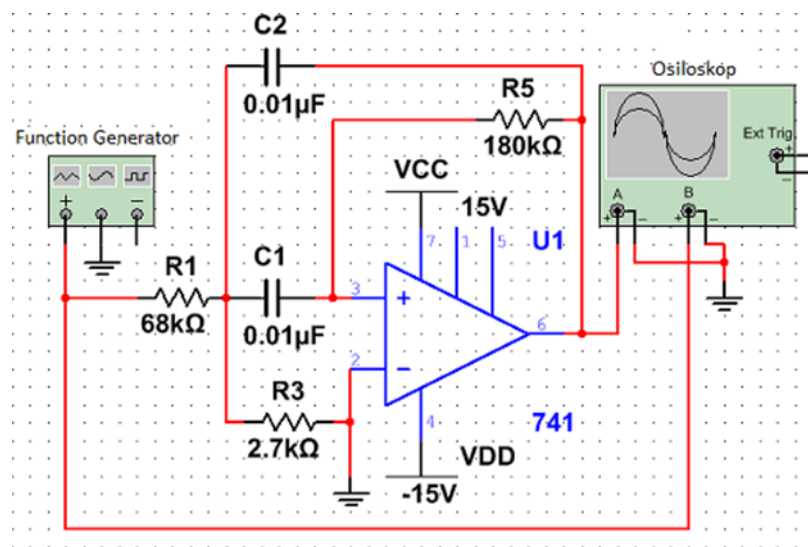 C2
0.01µF
Osiloskop
R5
180kΩ
Function Generator
Ext Trig
+
−
VCC
15V
A
B
+ − + −
+ −
7
1
5
U1
R1
68kΩ
C1
0.01µF
3
+
6
2
−
R3
2.7kΩ
4
741
VDD
-15V